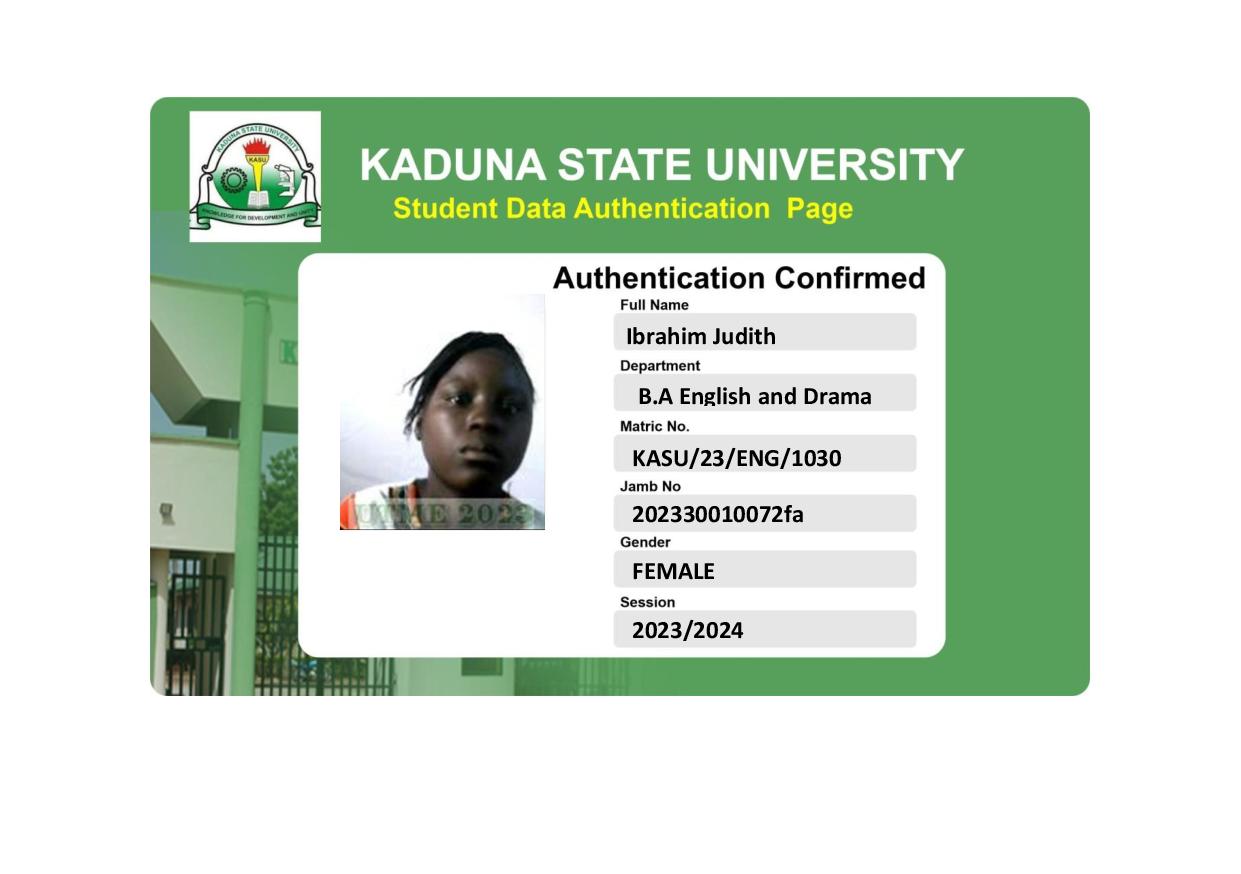 KADUNA STATE UNIVERSITY
KASU
KNOWLEDGE FOR DEVELOPMENT AND UNITY
KADUNA STATE UNIVERSITY
Student Data Authentication Page
Authentication Confirmed
Full Name
Ibrahim Judith
Department
B.A English and Drama
Matric No.
KASU/23/ENG/1030
Jamb No
202330010072fa
Gender
FEMALE
Session
2023/2024
UTME 2023
K